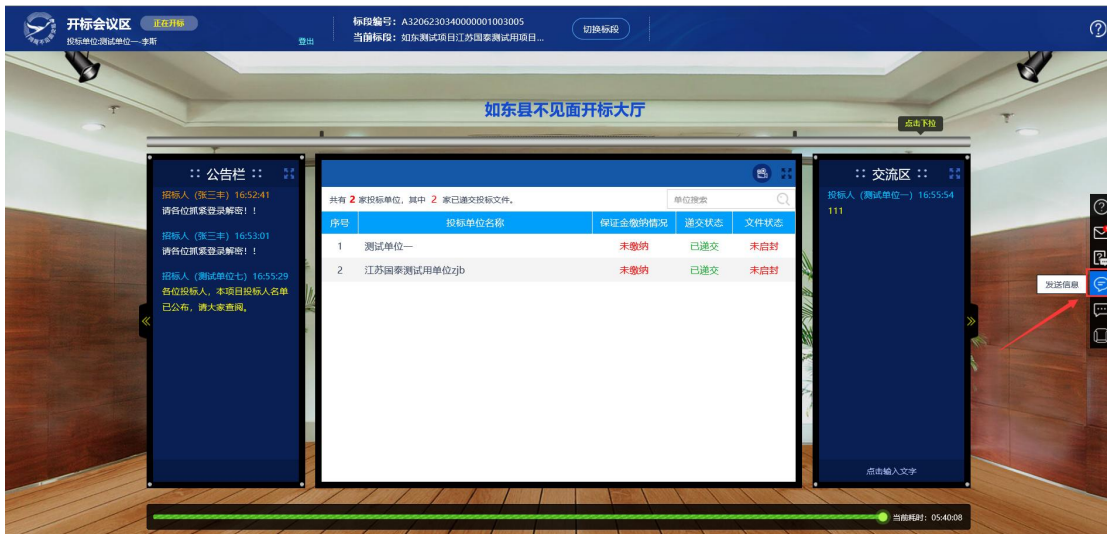 开标会议区 正在开标
投标单位:测试单位一-李斯 登出
标段编号：A3206230340000001003005
当前标段：如东测试项目江苏国泰测试用项目...
切换标段
如东县不见面开标大厅
点击下拉
:: 公告栏 ::
招标人 (张三丰) 16:52:41
请各位抓紧登录解密！！
招标人 (张三丰) 16:53:01
请各位抓紧登录解密！！
招标人 (测试单位七) 16:55:29
各位投标人，本项目投标人名单
已公布，请大家查阅。
共有 2 家投标单位，其中 2 家已递交投标文件。 单位搜索
序号 投标单位名称 保证金缴纳情况 递交状态 文件状态
1 测试单位一 未缴纳 已递交 未启封
2 江苏国泰测试用单位zjb 未缴纳 已递交 未启封
:: 交流区 ::
投标人 (测试单位一) 16:55:54
111
点击输入文字
发送信息
当前耗时：05:40:08